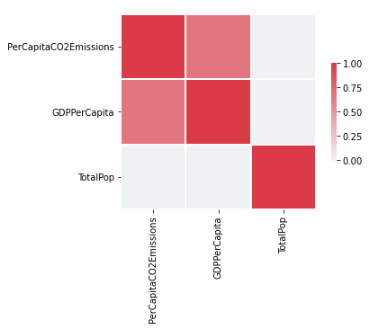 PerCapitaCO2Emissions
GDPPerCapita
TotalPop
1.00
0.75
0.50
0.25
0.00
PerCapitaCO2Emissions
GDPPerCapita
TotalPop